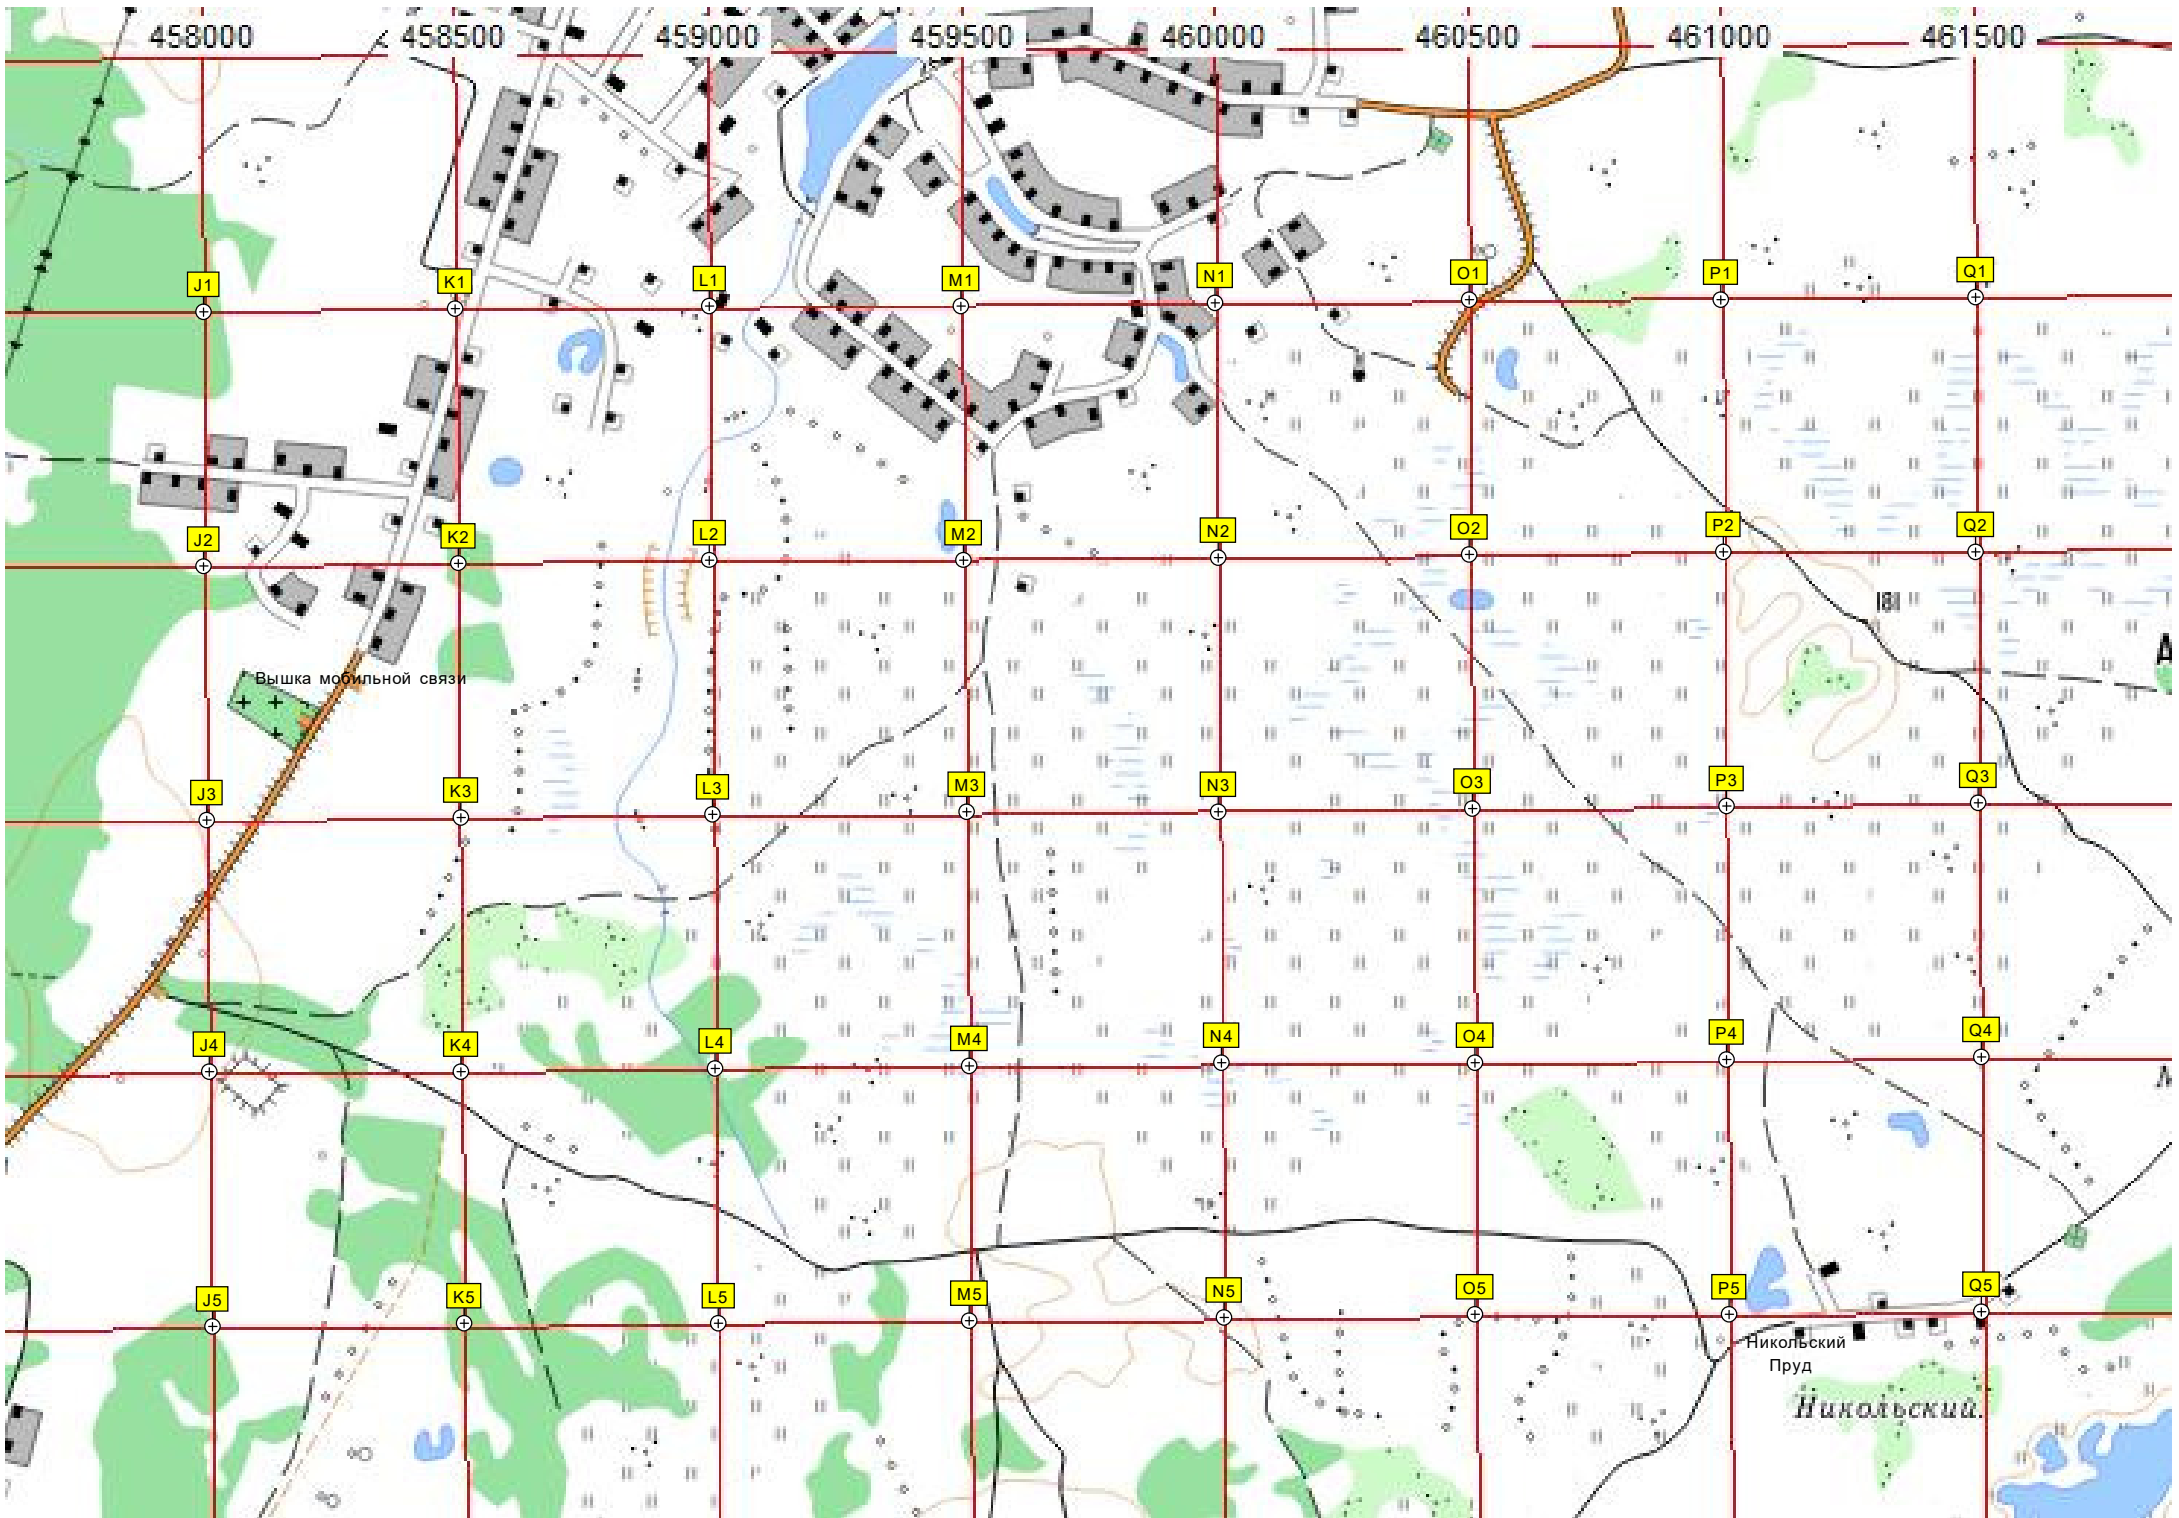 458000 458500 459000 459500 460000 460500 461000 461500
J1 K1 L1 M1 N1 O1 P1 Q1
J2 K2 L2 M2 N2 O2 P2 Q2
181
Вышка мобильной связи
J3 K3 L3 M3 N3 O3 P3 Q3
J4 K4 L4 M4 N4 O4 P4 Q4
J5 K5 L5 M5 N5 O5 P5 Q5
Никольский
Пруд
Никольский